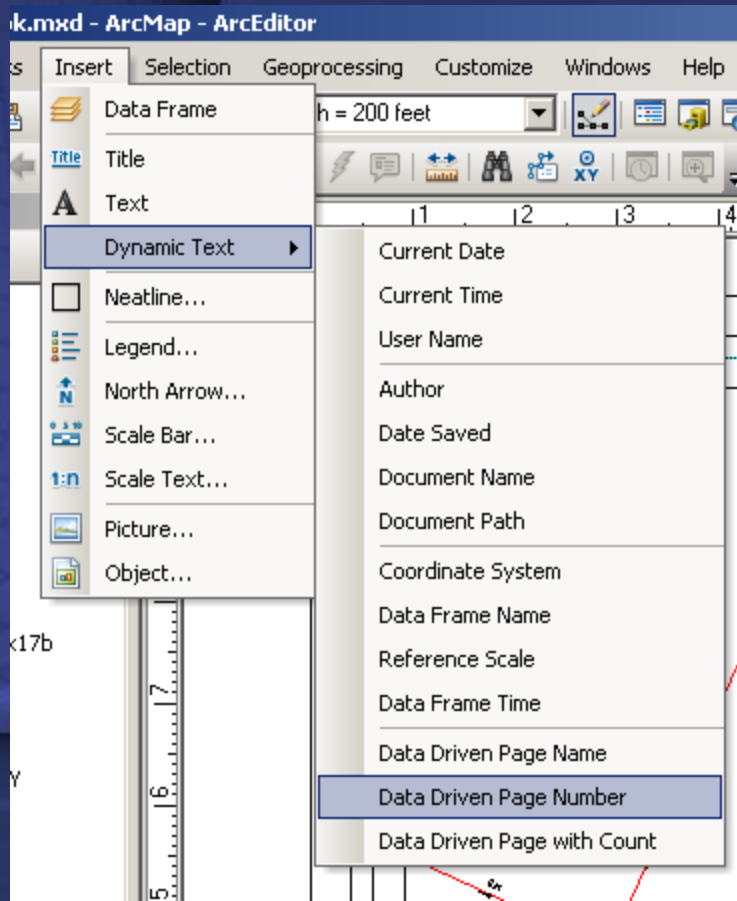 k.mxd - ArcMap - ArcEditor
Insert Selection Geoprocessing Customize Windows Help
Data Frame
h = 200 feet
Title
Title
XY
A
Text
1 2 3 4
Dynamic Text
Current Date
Current Time
User Name
Author
Date Saved
Document Name
Document Path
Coordinate System
Data Frame Name
Reference Scale
Data Frame Time
Data Driven Page Name
Data Driven Page Number
Data Driven Page with Count
Neatline...
Legend...
N
North Arrow...
0 5 10
Scale Bar...
1:n
Scale Text...
Picture...
Object...
x17b
7
6
5